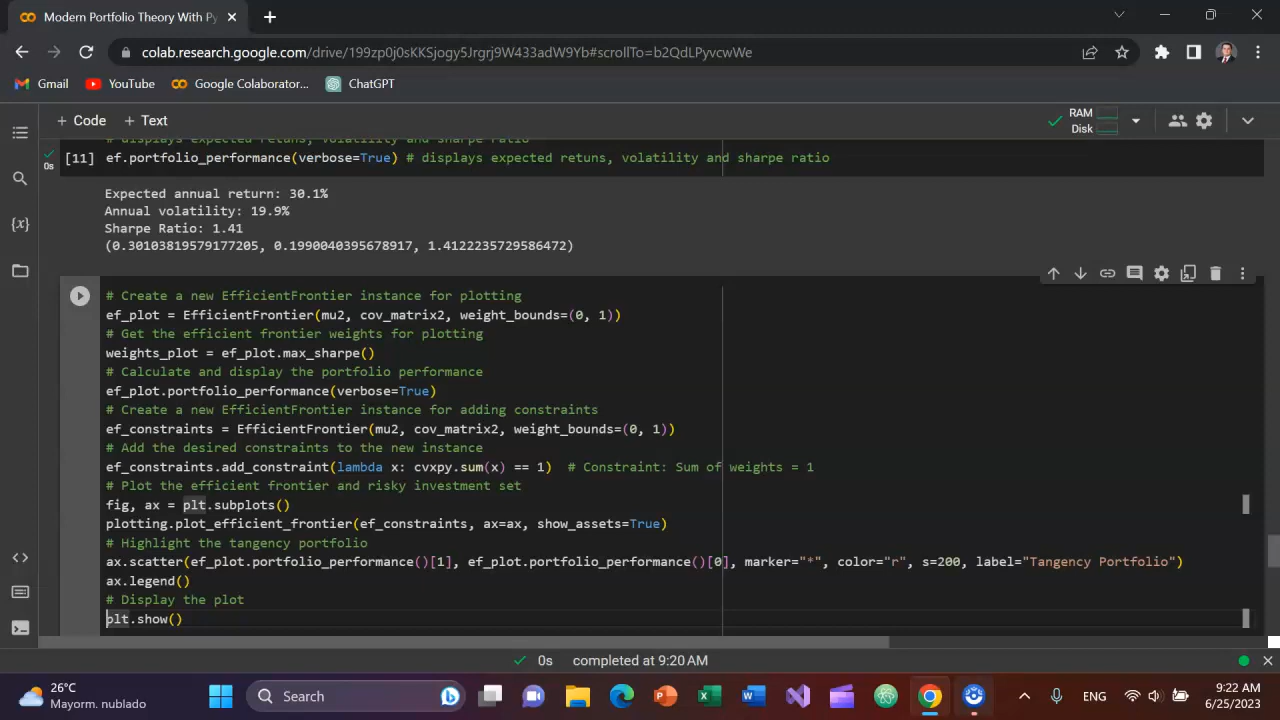 Modern Portfolio Theory With Py
colab.research.google.com/drive/199zp0j0sKKSjogy5Jrgrj9W433adW9Yb#scrollTo=b2QdLPyvcwWe
Gmail YouTube Google Colaborator... ChatGPT
+ Code + Text RAM
Disk
# displays expected retuns, volatility and sharpe ratio
[11] ef.portfolio_performance(verbose=True) # displays expected retuns, volatility and sharpe ratio
0s
Expected annual return: 30.1%
Annual volatility: 19.9%
Sharpe Ratio: 1.41
(0.30103819579177205, 0.1990040395678917, 1.4122235729586472)
# Create a new EfficientFrontier instance for plotting
ef_plot = EfficientFrontier(mu2, cov_matrix2, weight_bounds=(0, 1))
# Get the efficient frontier weights for plotting
weights_plot = ef_plot.max_sharpe()
# Calculate and display the portfolio performance
ef_plot.portfolio_performance(verbose=True)
# Create a new EfficientFrontier instance for adding constraints
ef_constraints = EfficientFrontier(mu2, cov_matrix2, weight_bounds=(0, 1))
# Add the desired constraints to the new instance
ef_constraints.add_constraint(lambda x: cvxpy.sum(x) == 1)  # Constraint: Sum of weights = 1
# Plot the efficient frontier and risky investment set
fig, ax = plt.subplots()
plotting.plot_efficient_frontier(ef_constraints, ax=ax, show_assets=True)
# Highlight the tangency portfolio
ax.scatter(ef_plot.portfolio_performance()[1], ef_plot.portfolio_performance()[0], marker="*", color="r", s=200, label="Tangency Portfolio")
ax.legend()
# Display the plot
plt.show()
0s completed at 9:20 AM
26°C
Mayorm. nublado
Search
ENG
9:22 AM
6/25/2023